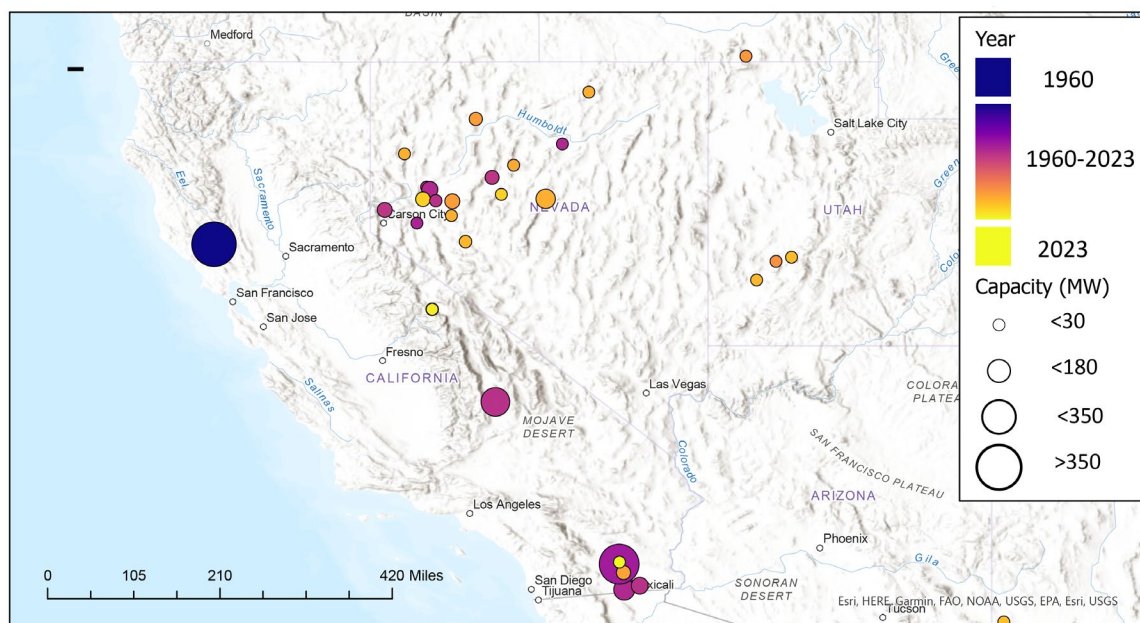 BASIN
Medford
Eel
Sacramento
Humboldt
Salt Lake City
Green
Carson City
NEVADA
UTAH
Sacramento
San Francisco
San Jose
Fresno
CALIFORNIA
Salinas
Las Vegas
MOJAVE
DESERT
Colorado
SAN FRANCISCO PLATEAU
ARIZONA
Los Angeles
Phoenix
Gila
San Diego
Tijuana
xicali
SONORAN
DESERT
Tucson
0 105 210 420 Miles
Esri, HERE, Garmin, FAO, NOAA, USGS, EPA, Esri, USGS
Year
1960
1960-2023
2023
Capacity (MW)
<30
<180
<350
>350